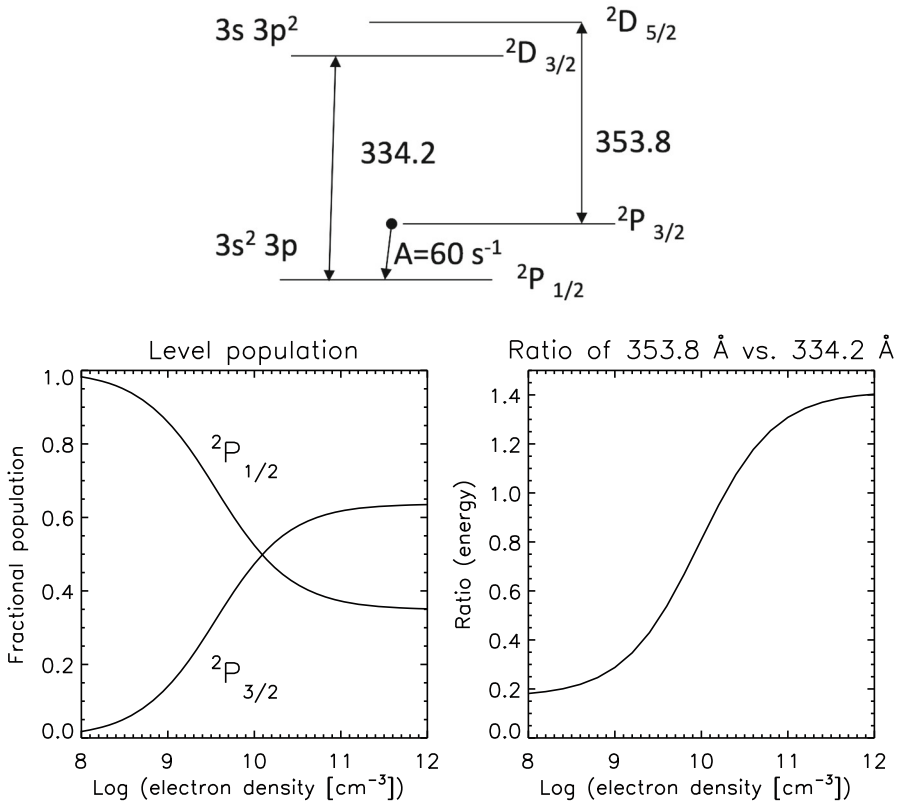 3s 3p²
²D 5/2
²D 3/2
334.2
353.8
²P 3/2
3s² 3p
A=60 s⁻¹
²P 1/2
Level population
1.0
0.8
0.6
0.4
0.2
0.0
Fractional population
²P 1/2
²P 3/2
8 9 10 11 12
Log (electron density [cm⁻³])
Ratio of 353.8 Å vs. 334.2 Å
1.4
1.2
1.0
0.8
0.6
0.4
0.2
0.0
Ratio (energy)
8 9 10 11 12
Log (electron density [cm⁻³])